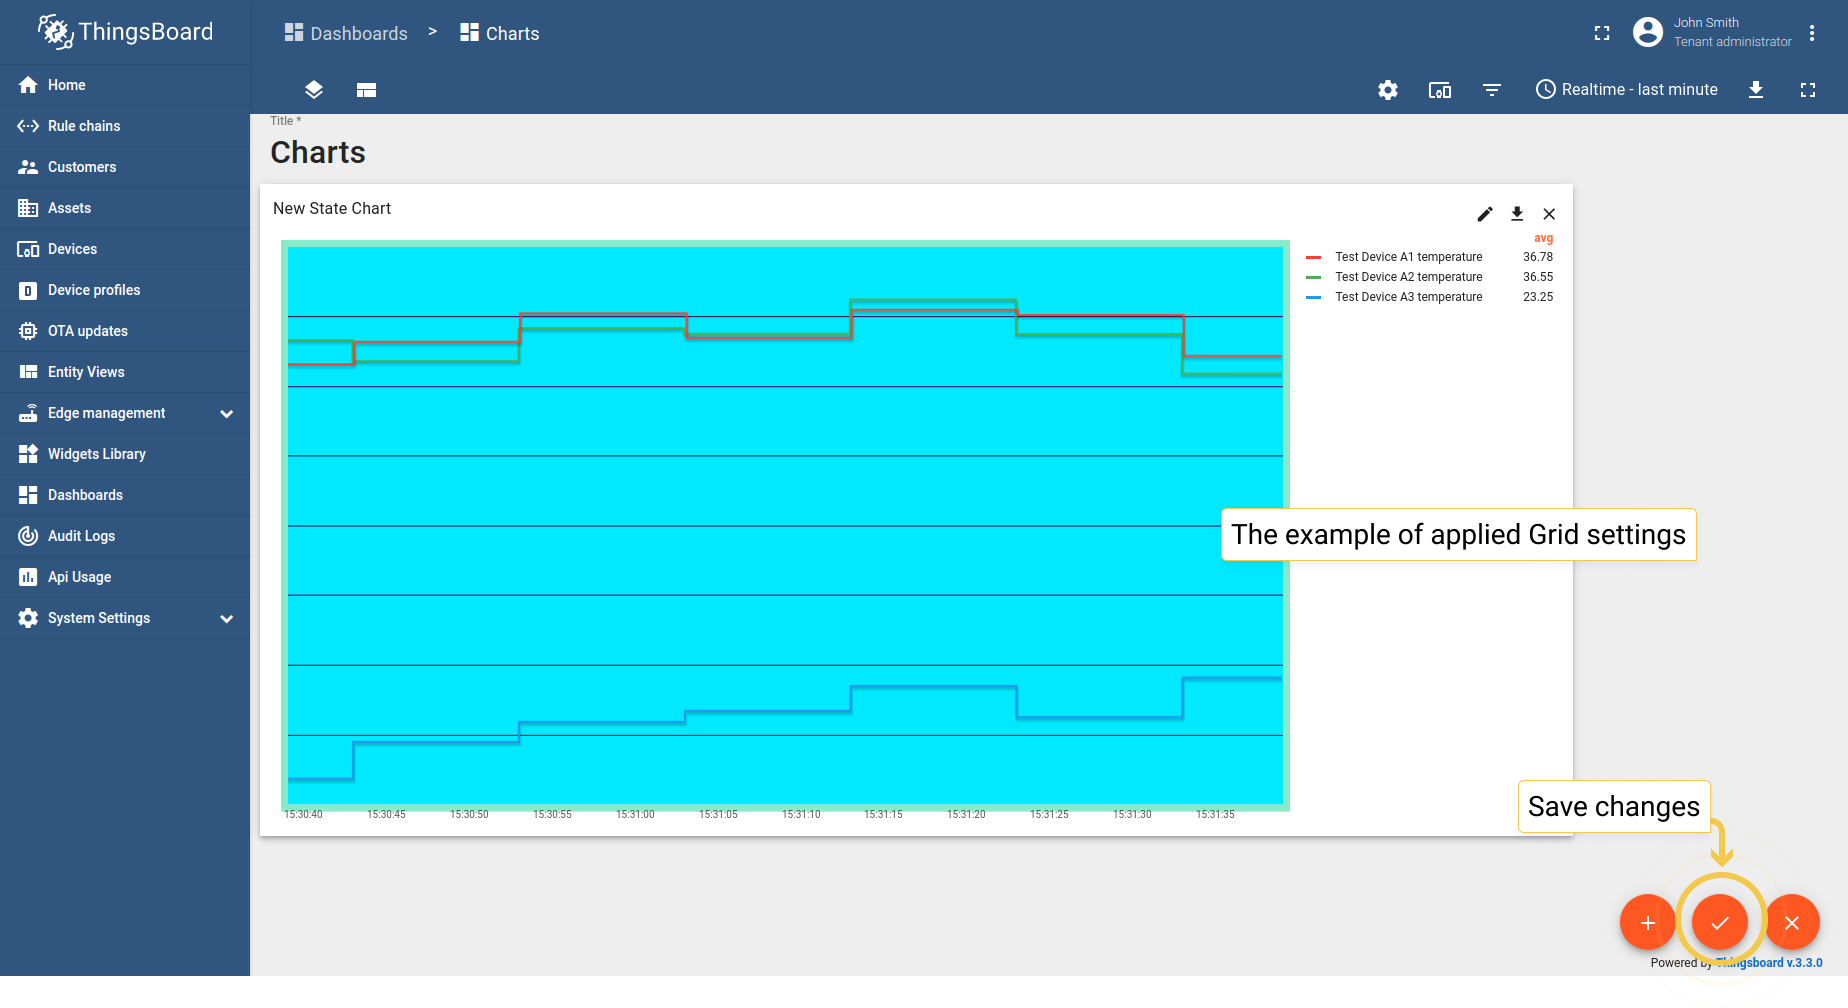 ThingsBoard
Dashboards > Charts
John Smith
Tenant administrator
Home
Rule chains
Customers
Assets
Devices
Device profiles
OTA updates
Entity Views
Edge management
Widgets Library
Dashboards
Audit Logs
Api Usage
System Settings
Realtime - last minute
Title *
Charts
New State Chart
avg
Test Device A1 temperature 36.78
Test Device A2 temperature 36.55
Test Device A3 temperature 23.25
The example of applied Grid settings
15:30:40 15:30:45 15:30:50 15:30:55 15:31:00 15:31:05 15:31:10 15:31:15 15:31:20 15:31:25 15:31:30 15:31:35
Save changes
Powered by Thingsboard v.3.3.0